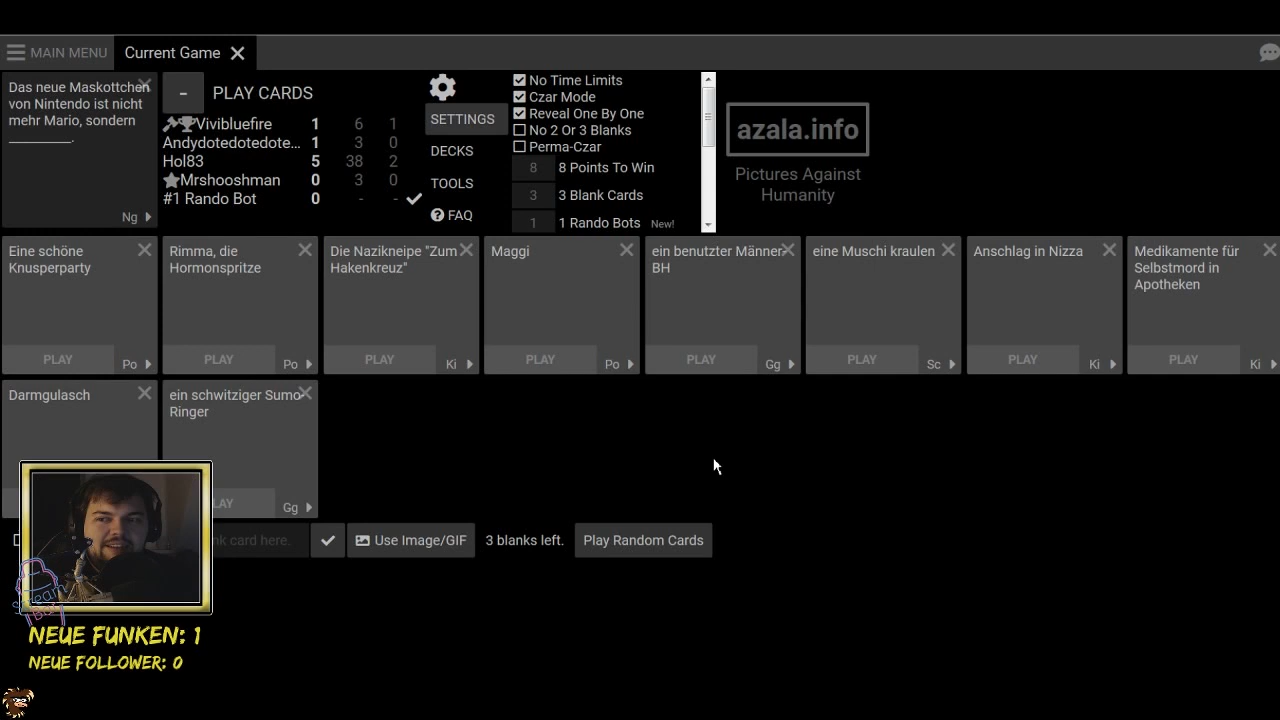 MAIN MENU
Current Game
Das neue Maskottchen
von Nintendo ist nicht
mehr Mario, sondern
_________.
Ng
-
PLAY CARDS
Vivibluefire 1 6 1
Andydotedotedote... 1 3 0
Hol83 5 38 2
Mrshooshman 0 3 0
#1 Rando Bot 0 - -
SETTINGS
DECKS
TOOLS
FAQ
No Time Limits
Czar Mode
Reveal One By One
No 2 Or 3 Blanks
Perma-Czar
8 8 Points To Win
3 3 Blank Cards
1 1 Rando Bots New!
azala.info
Pictures Against
Humanity
Eine schöne
Knusperparty
PLAY Po
Rimma, die
Hormonspritze
PLAY Po
Die Nazikneipe "Zum
Hakenkreuz"
PLAY Ki
Maggi
PLAY Po
ein benutzter Männer-
BH
PLAY Gg
eine Muschi kraulen
PLAY Sc
Anschlag in Nizza
PLAY Ki
Medikamente für
Selbstmord in
Apotheken
PLAY Ki
Darmgulasch
ein schwitziger Sumo-
Ringer
LAY Gg
nk card here.
Use Image/GIF
3 blanks left.
Play Random Cards
NEUE FUNKEN: 1
NEUE FOLLOWER: 0